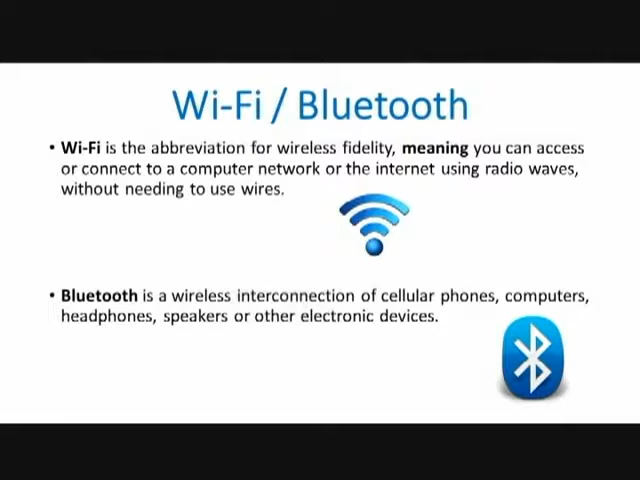 Wi-Fi / Bluetooth
• Wi-Fi is the abbreviation for wireless fidelity, meaning you can access
or connect to a computer network or the internet using radio waves,
without needing to use wires.
• Bluetooth is a wireless interconnection of cellular phones, computers,
headphones, speakers or other electronic devices.